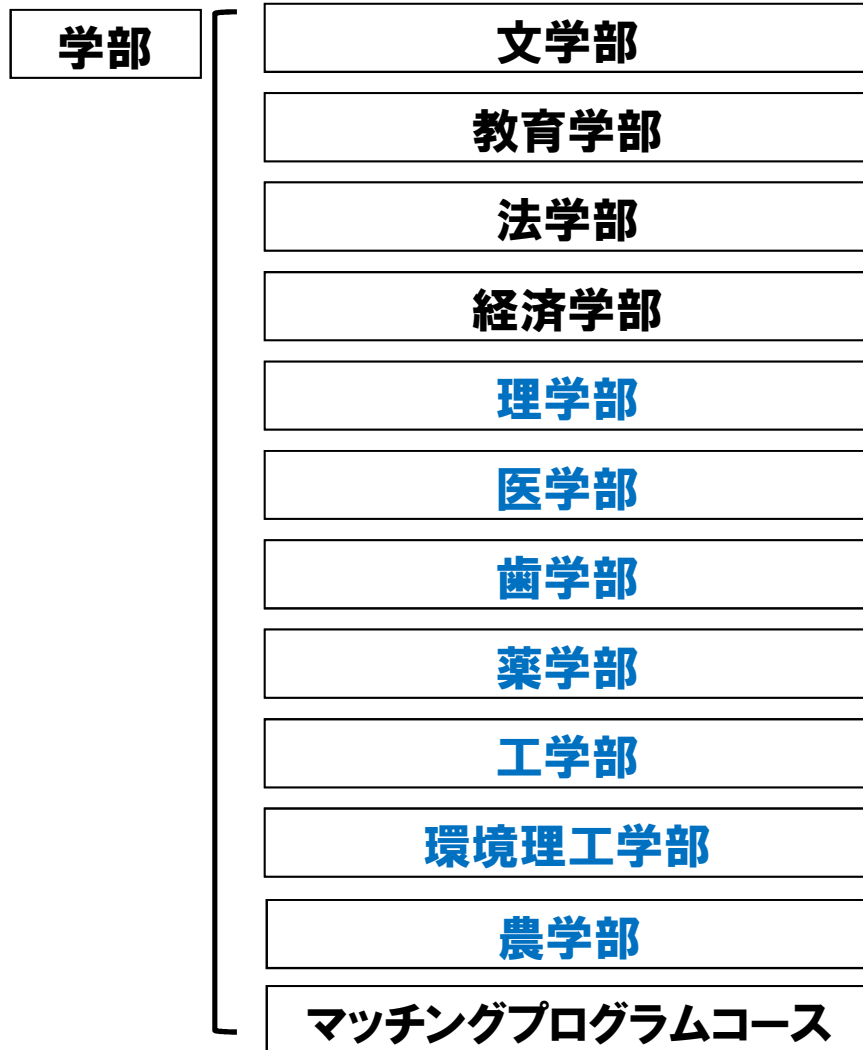 学部
文学部
教育学部
法学部
経済学部
理学部
医学部
歯学部
薬学部
工学部
環境理工学部
農学部
マッチングプログラムコース